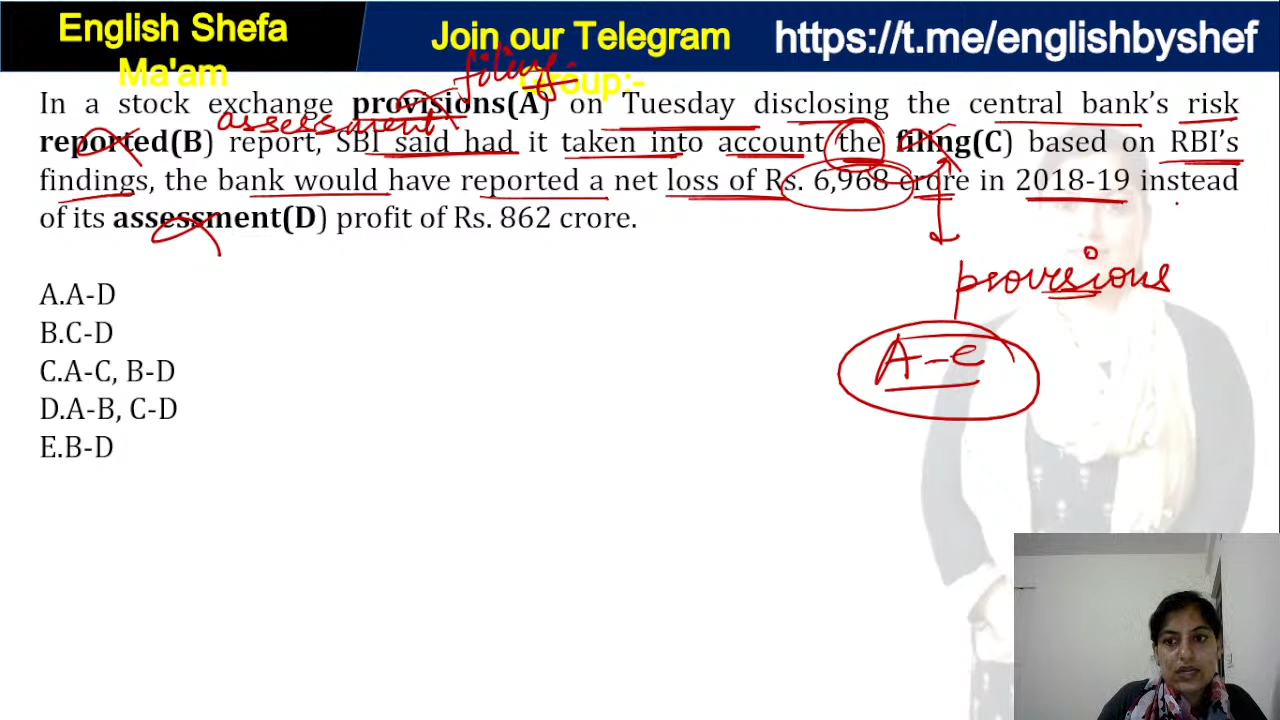 English Shefa Ma'am
Join our Telegram Group:-
https://t.me/englishbyshef
filing
In a stock exchange provisions(A) on Tuesday disclosing the central bank's risk
assessment
reported(B) report, SBI said had it taken into account the filing(C) based on RBI's
findings, the bank would have reported a net loss of Rs. 6,968 crore in 2018-19 instead
of its assessment(D) profit of Rs. 862 crore.
provisions
A.A-D
B.C-D
A-C
C.A-C, B-D
D.A-B, C-D
E.B-D